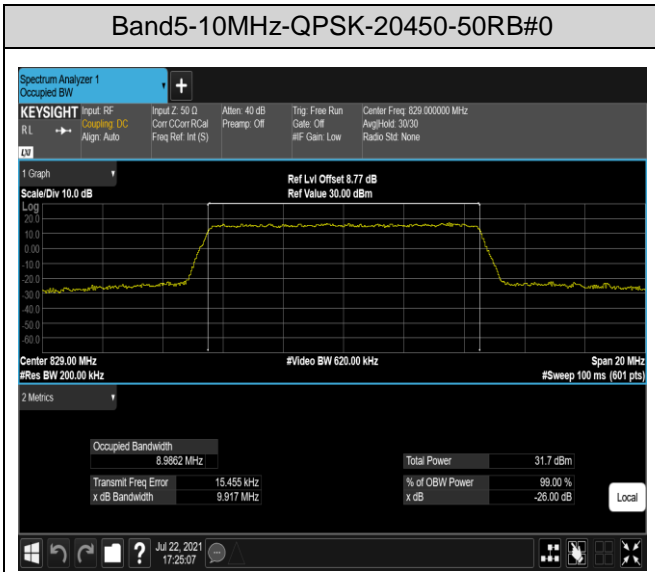 Band5-10MHz-QPSK-20450-50RB#0
Spectrum Analyzer 1
Occupied BW
+
KEYSIGHT Input: RF Input Z: 50 Ω Atten: 40 dB Trig: Free Run Center Freq: 829.000000 MHz
RL Coupling: DC Corr CCorr RCal Preamp: Off Gate: Off Avg|Hold: 30/30
Align: Auto Freq Ref: Int (S) #IF Gain: Low Radio Std: None
LXI
1 Graph
Ref Lvl Offset 8.77 dB
Scale/Div 10.0 dB Ref Value 30.00 dBm
Log
20.0
10.0
0.00
-10.0
-20.0
-30.0
-40.0
-50.0
-60.0
Center 829.00 MHz #Video BW 620.00 kHz Span 20 MHz
#Res BW 200.00 kHz #Sweep 100 ms (601 pts)
2 Metrics
Occupied Bandwidth
8.9862 MHz Total Power 31.7 dBm
Transmit Freq Error 15.455 kHz % of OBW Power 99.00 %
x dB Bandwidth 9.917 MHz x dB -26.00 dB
Local
? Jul 22, 2021
17:25:07